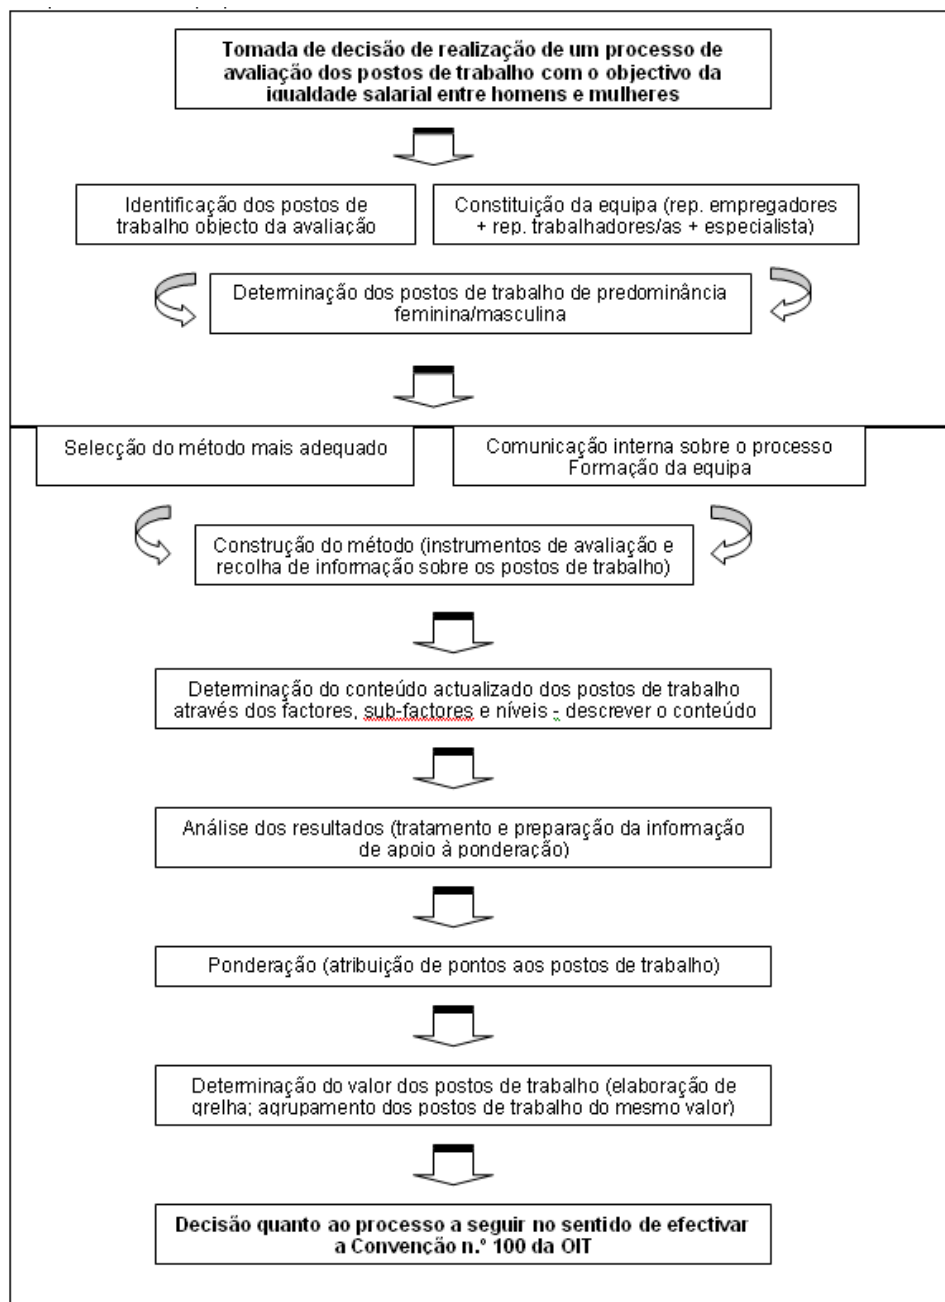 Tomada de decisão de realização de um processo de
avaliação dos postos de trabalho com o objectivo da
igualdade salarial entre homens e mulheres
Identificação dos postos de
trabalho objecto da avaliação
Constituição da equipa (rep. empregadores
+ rep. trabalhadores/as + especialista)
Determinação dos postos de trabalho de predominância
feminina/masculina
Selecção do método mais adequado
Comunicação interna sobre o processo
Formação da equipa
Construção do método (instrumentos de avaliação e
recolha de informação sobre os postos de trabalho)
Determinação do conteúdo actualizado dos postos de trabalho
através dos factores, sub-factores e níveis - descrever o conteúdo
Análise dos resultados (tratamento e preparação da informação
de apoio à ponderação)
Ponderação (atribuição de pontos aos postos de trabalho)
Determinação do valor dos postos de trabalho (elaboração de
grelha; agrupamento dos postos de trabalho do mesmo valor)
Decisão quanto ao processo a seguir no sentido de efectivar
a Convenção n.º 100 da OIT